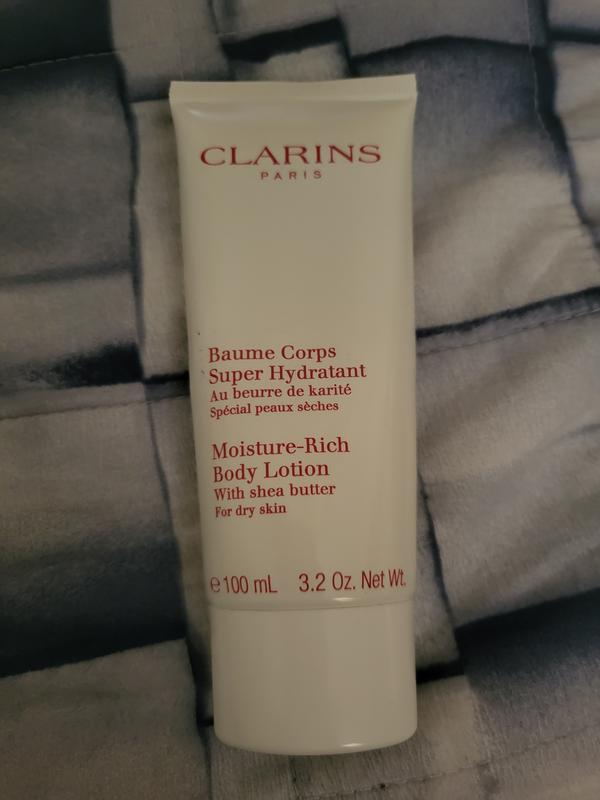 CLARINS
PARIS
Baume Corps
Super Hydratant
Au beurre de karité
Spécial peaux sèches
Moisture-Rich
Body Lotion
With shea butter
For dry skin
℮ 100 mL 3.2 Oz. Net Wt.